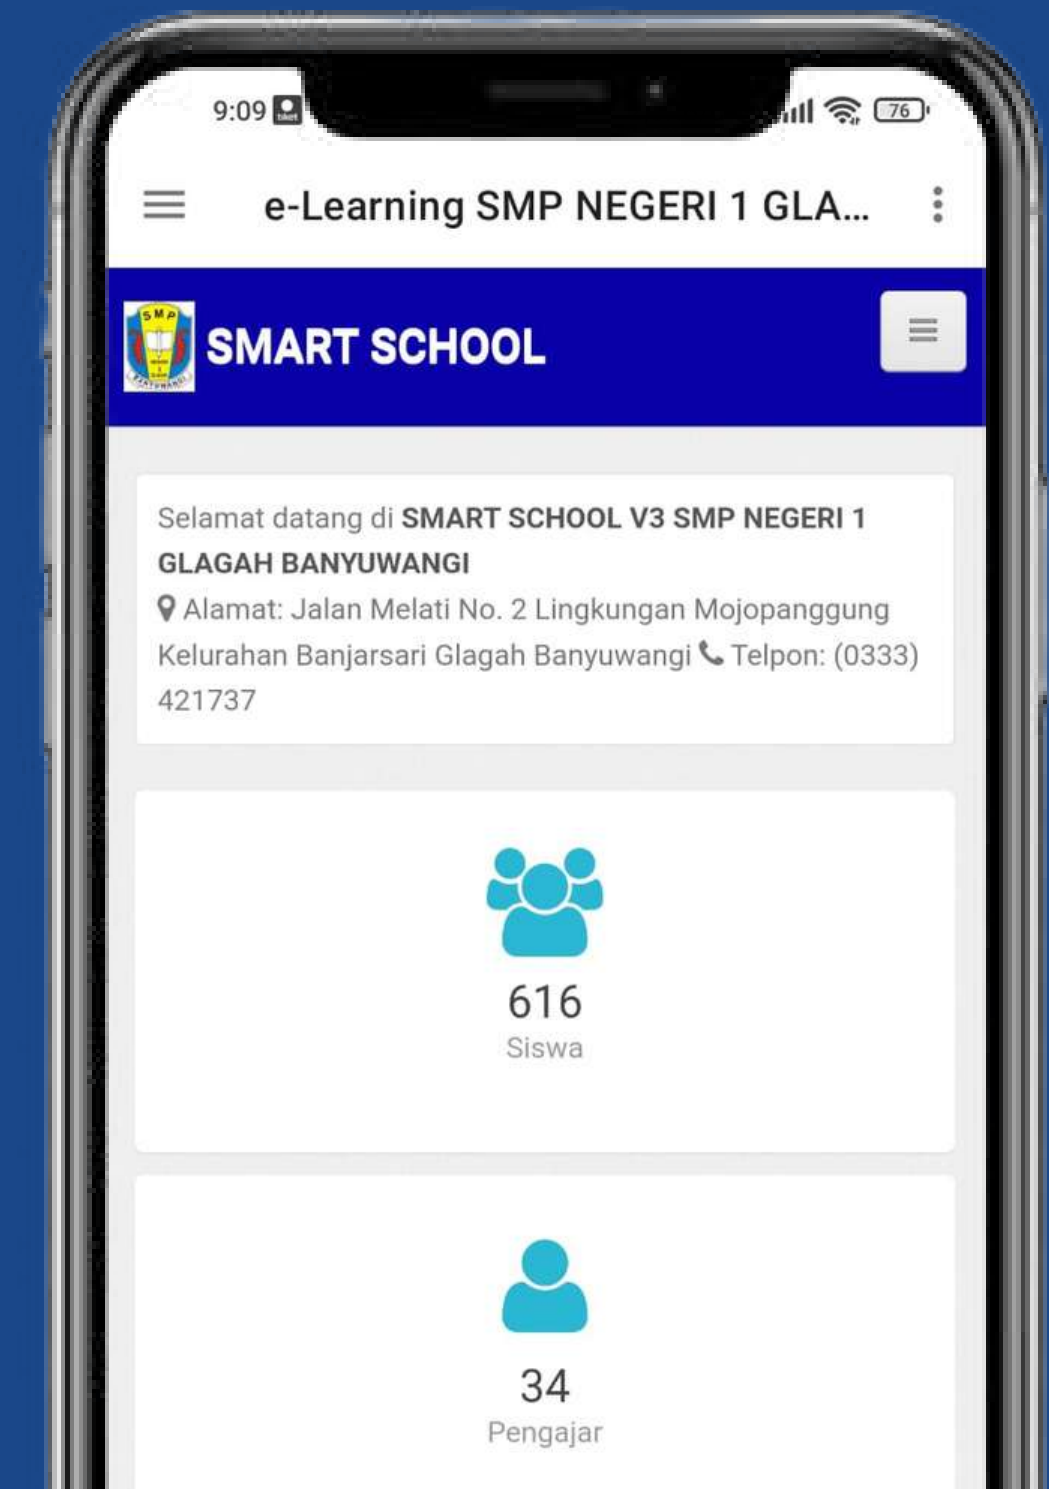 9:09
76
e-Learning SMP NEGERI 1 GLA...
SMP
BANYUWANGI
SMART SCHOOL
Selamat datang di SMART SCHOOL V3 SMP NEGERI 1
GLAGAH BANYUWANGI
Alamat: Jalan Melati No. 2 Lingkungan Mojopanggung
Kelurahan Banjarsari Glagah Banyuwangi Telpon: (0333)
421737
616
Siswa
34
Pengajar